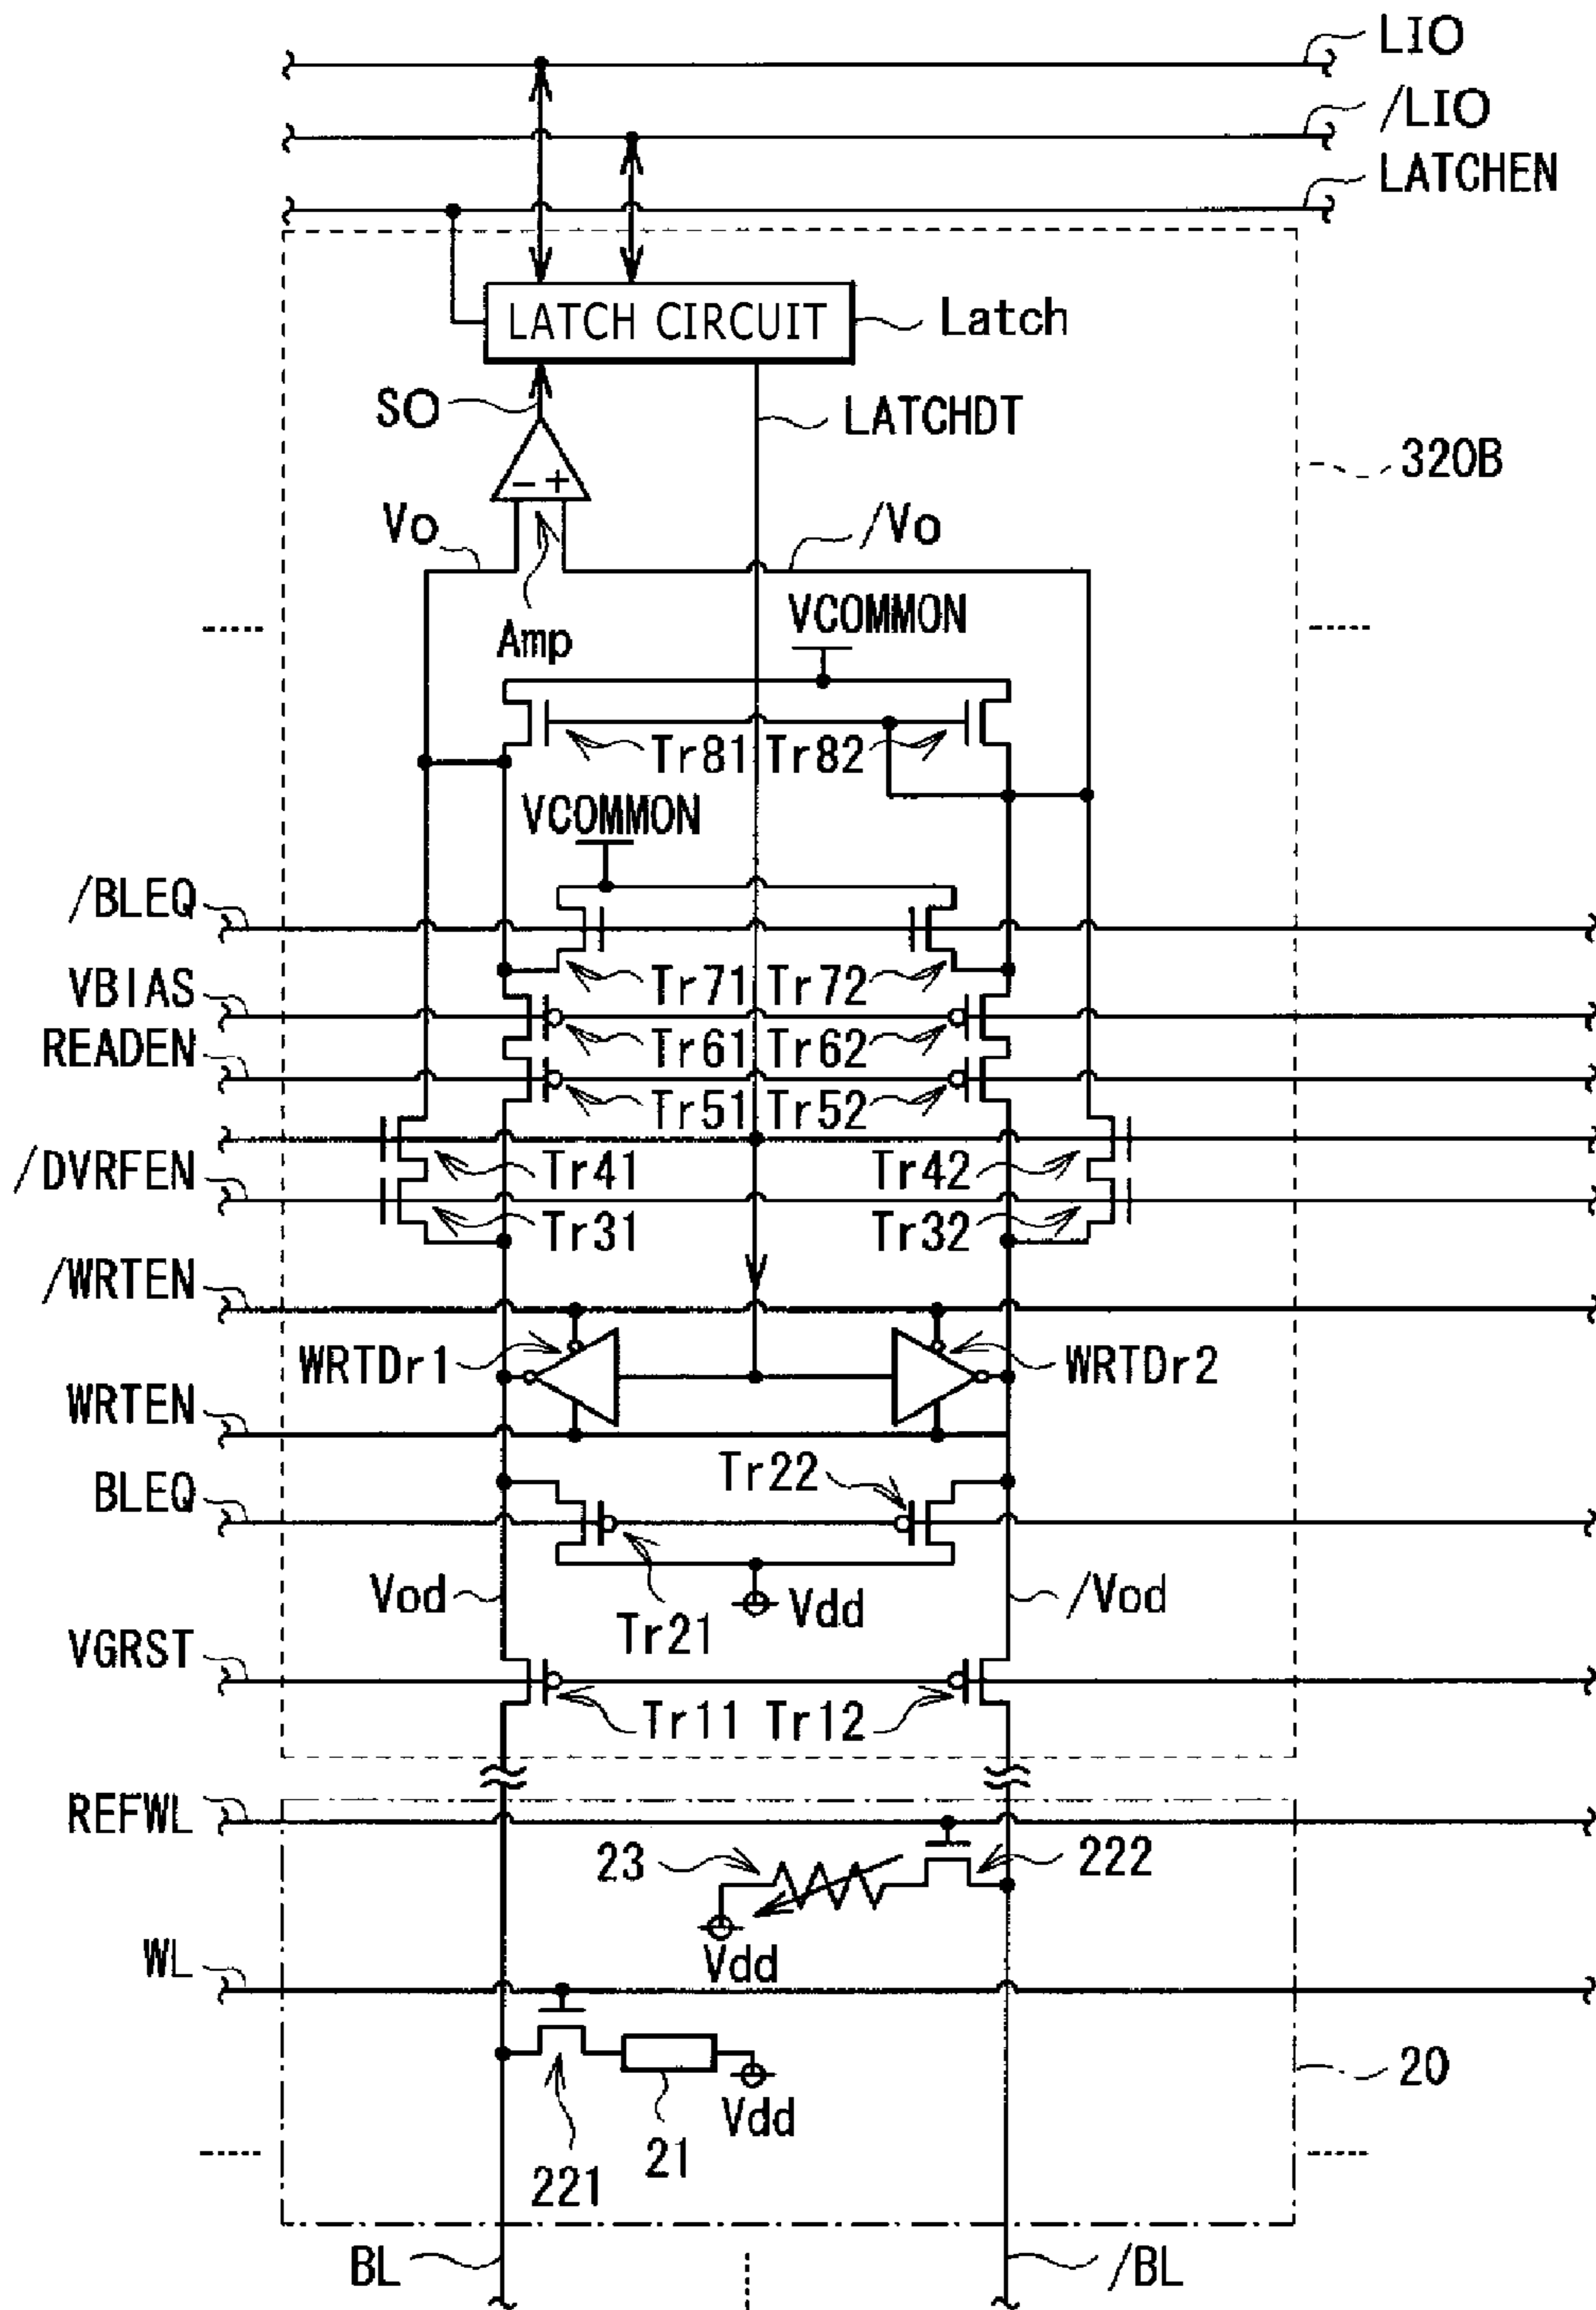 LIO
/LIO
LATCHEN
LATCH CIRCUIT
Latch
SO
LATCHDT
320B
- +
Vo
/Vo
Amp
VCOMMON
Tr81 Tr82
VCOMMON
/BLEQ
Tr71 Tr72
VBIAS
Tr61 Tr62
READEN
Tr51 Tr52
Tr41
Tr42
/DVRFEN
Tr31
Tr32
/WRTEN
WRTDr1
WRTDr2
WRTEN
Tr22
BLEQ
Vod
Vdd
/Vod
Tr21
VGRST
Tr11 Tr12
REFWL
23
222
Vdd
WL
20
Vdd
221
21
BL
/BL